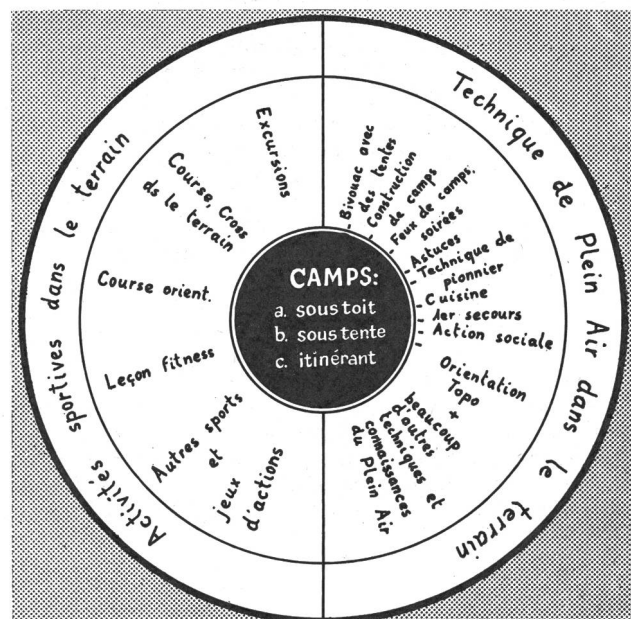 Activités sportives dans le terrain
Technique de Plein Air dans le terrain
Excursions
Course, Cross
ds le terrain
Course orient.
Leçon fitness
Autres sports
et
jeux
d'actions
CAMPS:
a. sous toit
b. sous tente
c. itinérant
- Bivouac avec
des tentes
- Construction
de camps
- Feux de camps,
soirées
- Astuces
- Technique de
pionnier
- Cuisine
- 1er secours
- Action sociale
- Orientation
Topo +
beaucoup
d'autres
techniques et
connaissances
du Plein Air